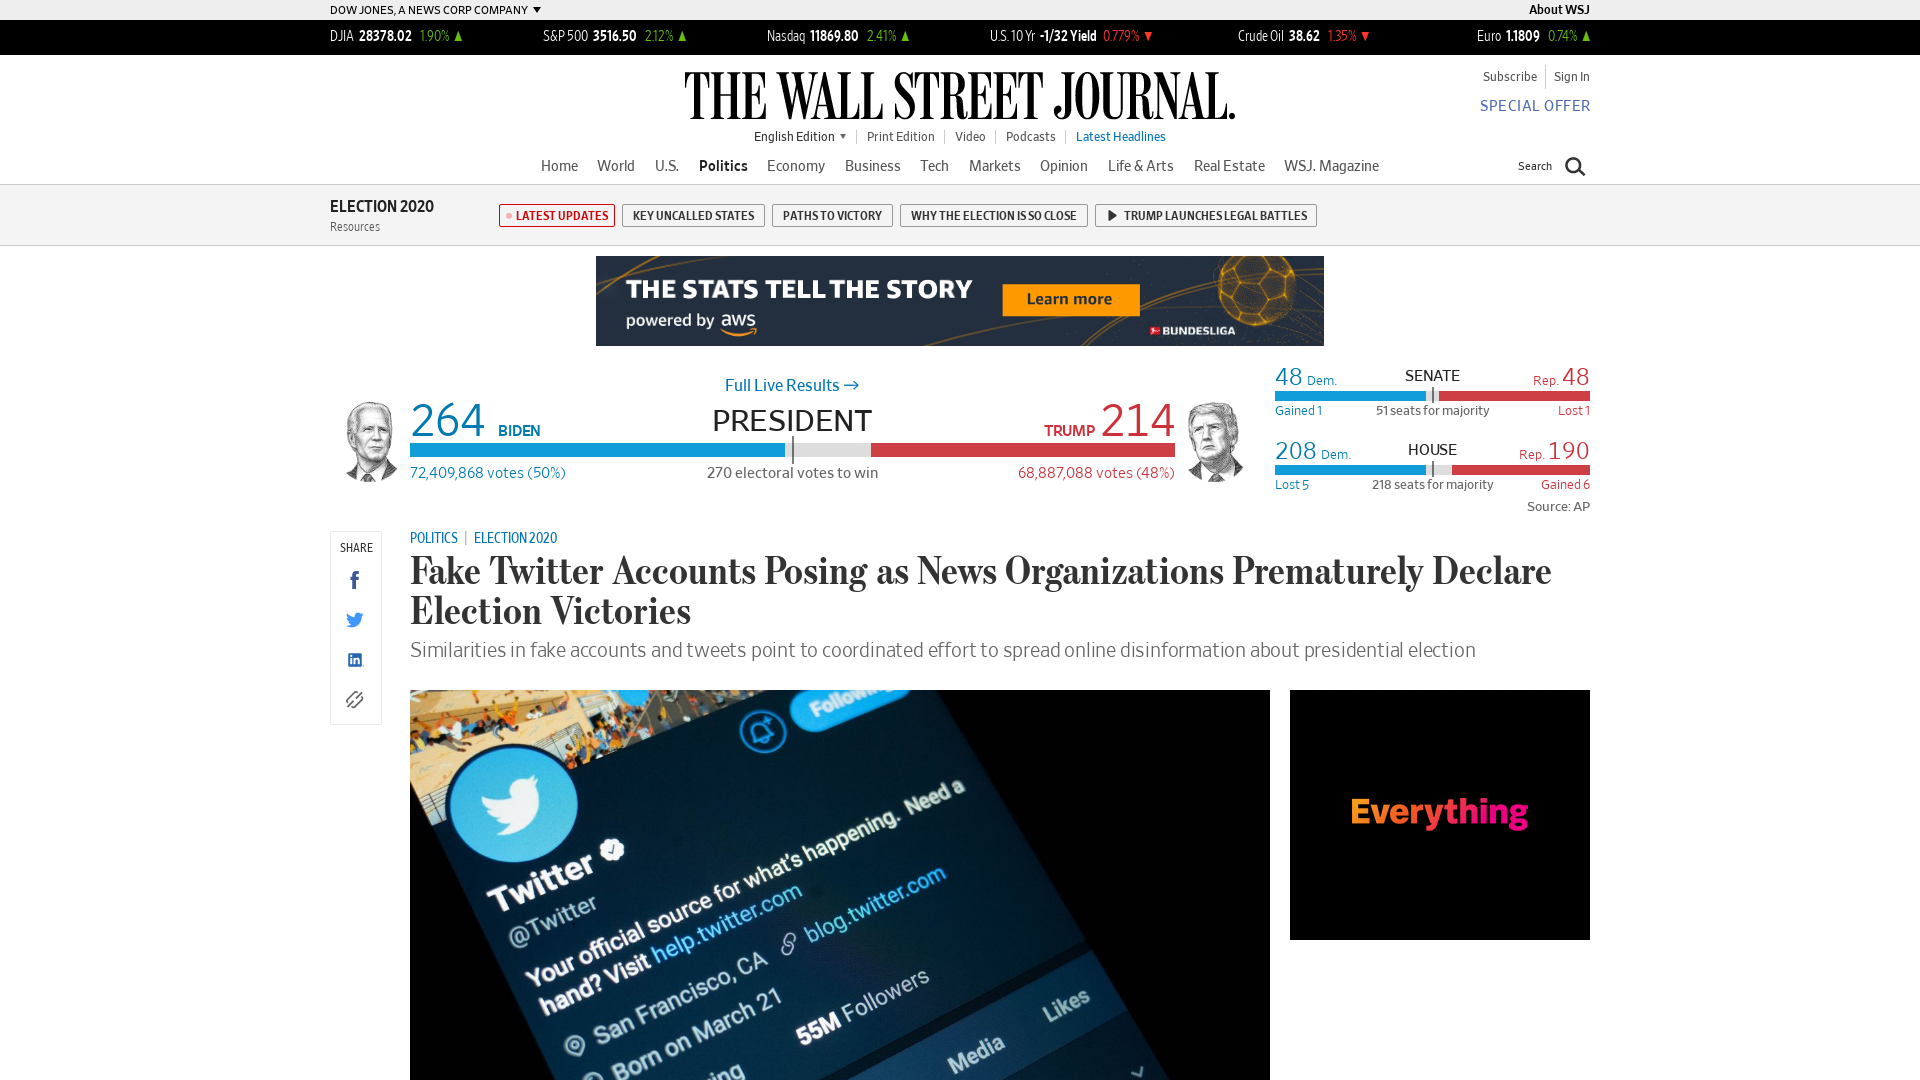 DOW JONES, A NEWS CORP COMPANY
About WSJ
DJIA 28378.02 1.90%
S&P 500 3516.50 2.12%
Nasdaq 11869.80 2.41%
U.S. 10 Yr -1/32 Yield 0.779%
Crude Oil 38.62 1.35%
Euro 1.1809 0.74%
THE WALL STREET JOURNAL.
Subscribe
Sign In
SPECIAL OFFER
English Edition
Print Edition
Video
Podcasts
Latest Headlines
Home
World
U.S.
Politics
Economy
Business
Tech
Markets
Opinion
Life & Arts
Real Estate
WSJ. Magazine
Search
ELECTION 2020
Resources
LATEST UPDATES
KEY UNCALLED STATES
PATHS TO VICTORY
WHY THE ELECTION IS SO CLOSE
TRUMP LAUNCHES LEGAL BATTLES
THE STATS TELL THE STORY
powered by aws
Learn more
BUNDESLIGA
Full Live Results →
264 BIDEN
PRESIDENT
TRUMP 214
72,409,868 votes (50%)
270 electoral votes to win
68,887,088 votes (48%)
48 Dem.
SENATE
Rep. 48
Gained 1
51 seats for majority
Lost 1
208 Dem.
HOUSE
Rep. 190
Lost 5
218 seats for majority
Gained 6
Source: AP
SHARE
POLITICS | ELECTION 2020
Fake Twitter Accounts Posing as News Organizations Prematurely Declare
Election Victories
Similarities in fake accounts and tweets point to coordinated effort to spread online disinformation about presidential election
Following
Twitter
@Twitter
Your official source for what's happening. Need a
hand? Visit help.twitter.com
San Francisco, CA blog.twitter.com
Born on March 21
55M Followers
Media
Likes
Everything